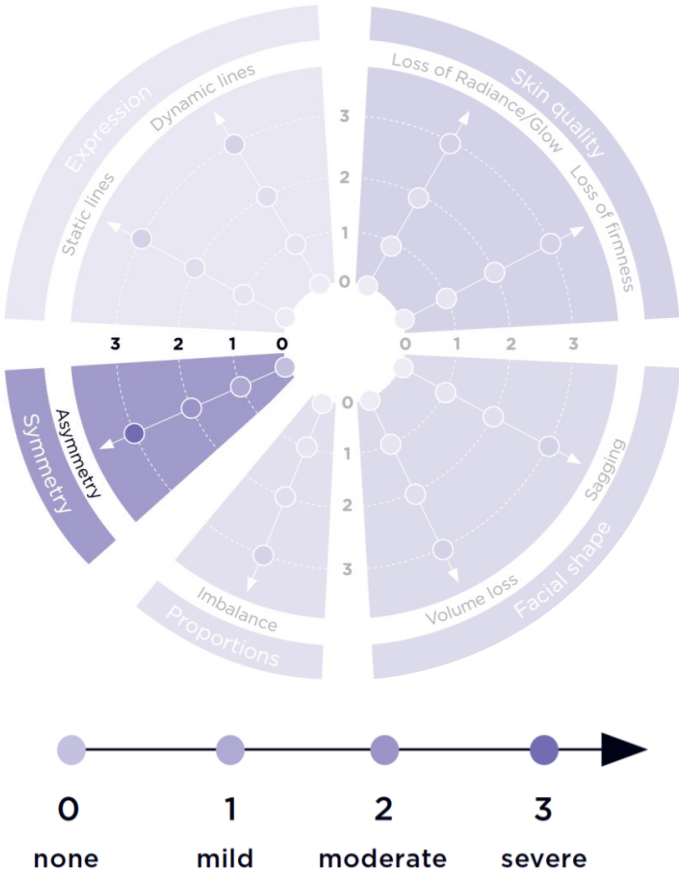 Expression
Dynamic lines
Static lines
Skin quality
Loss of Radiance/Glow
Loss of firmness
3
2
1
0
3 2 1 0
0 1 2 3
0
1
2
3
Symmetry
Asymmetry
Imbalance
Proportions
Sagging
Volume loss
Facial shape
0 1 2 3
none mild moderate severe